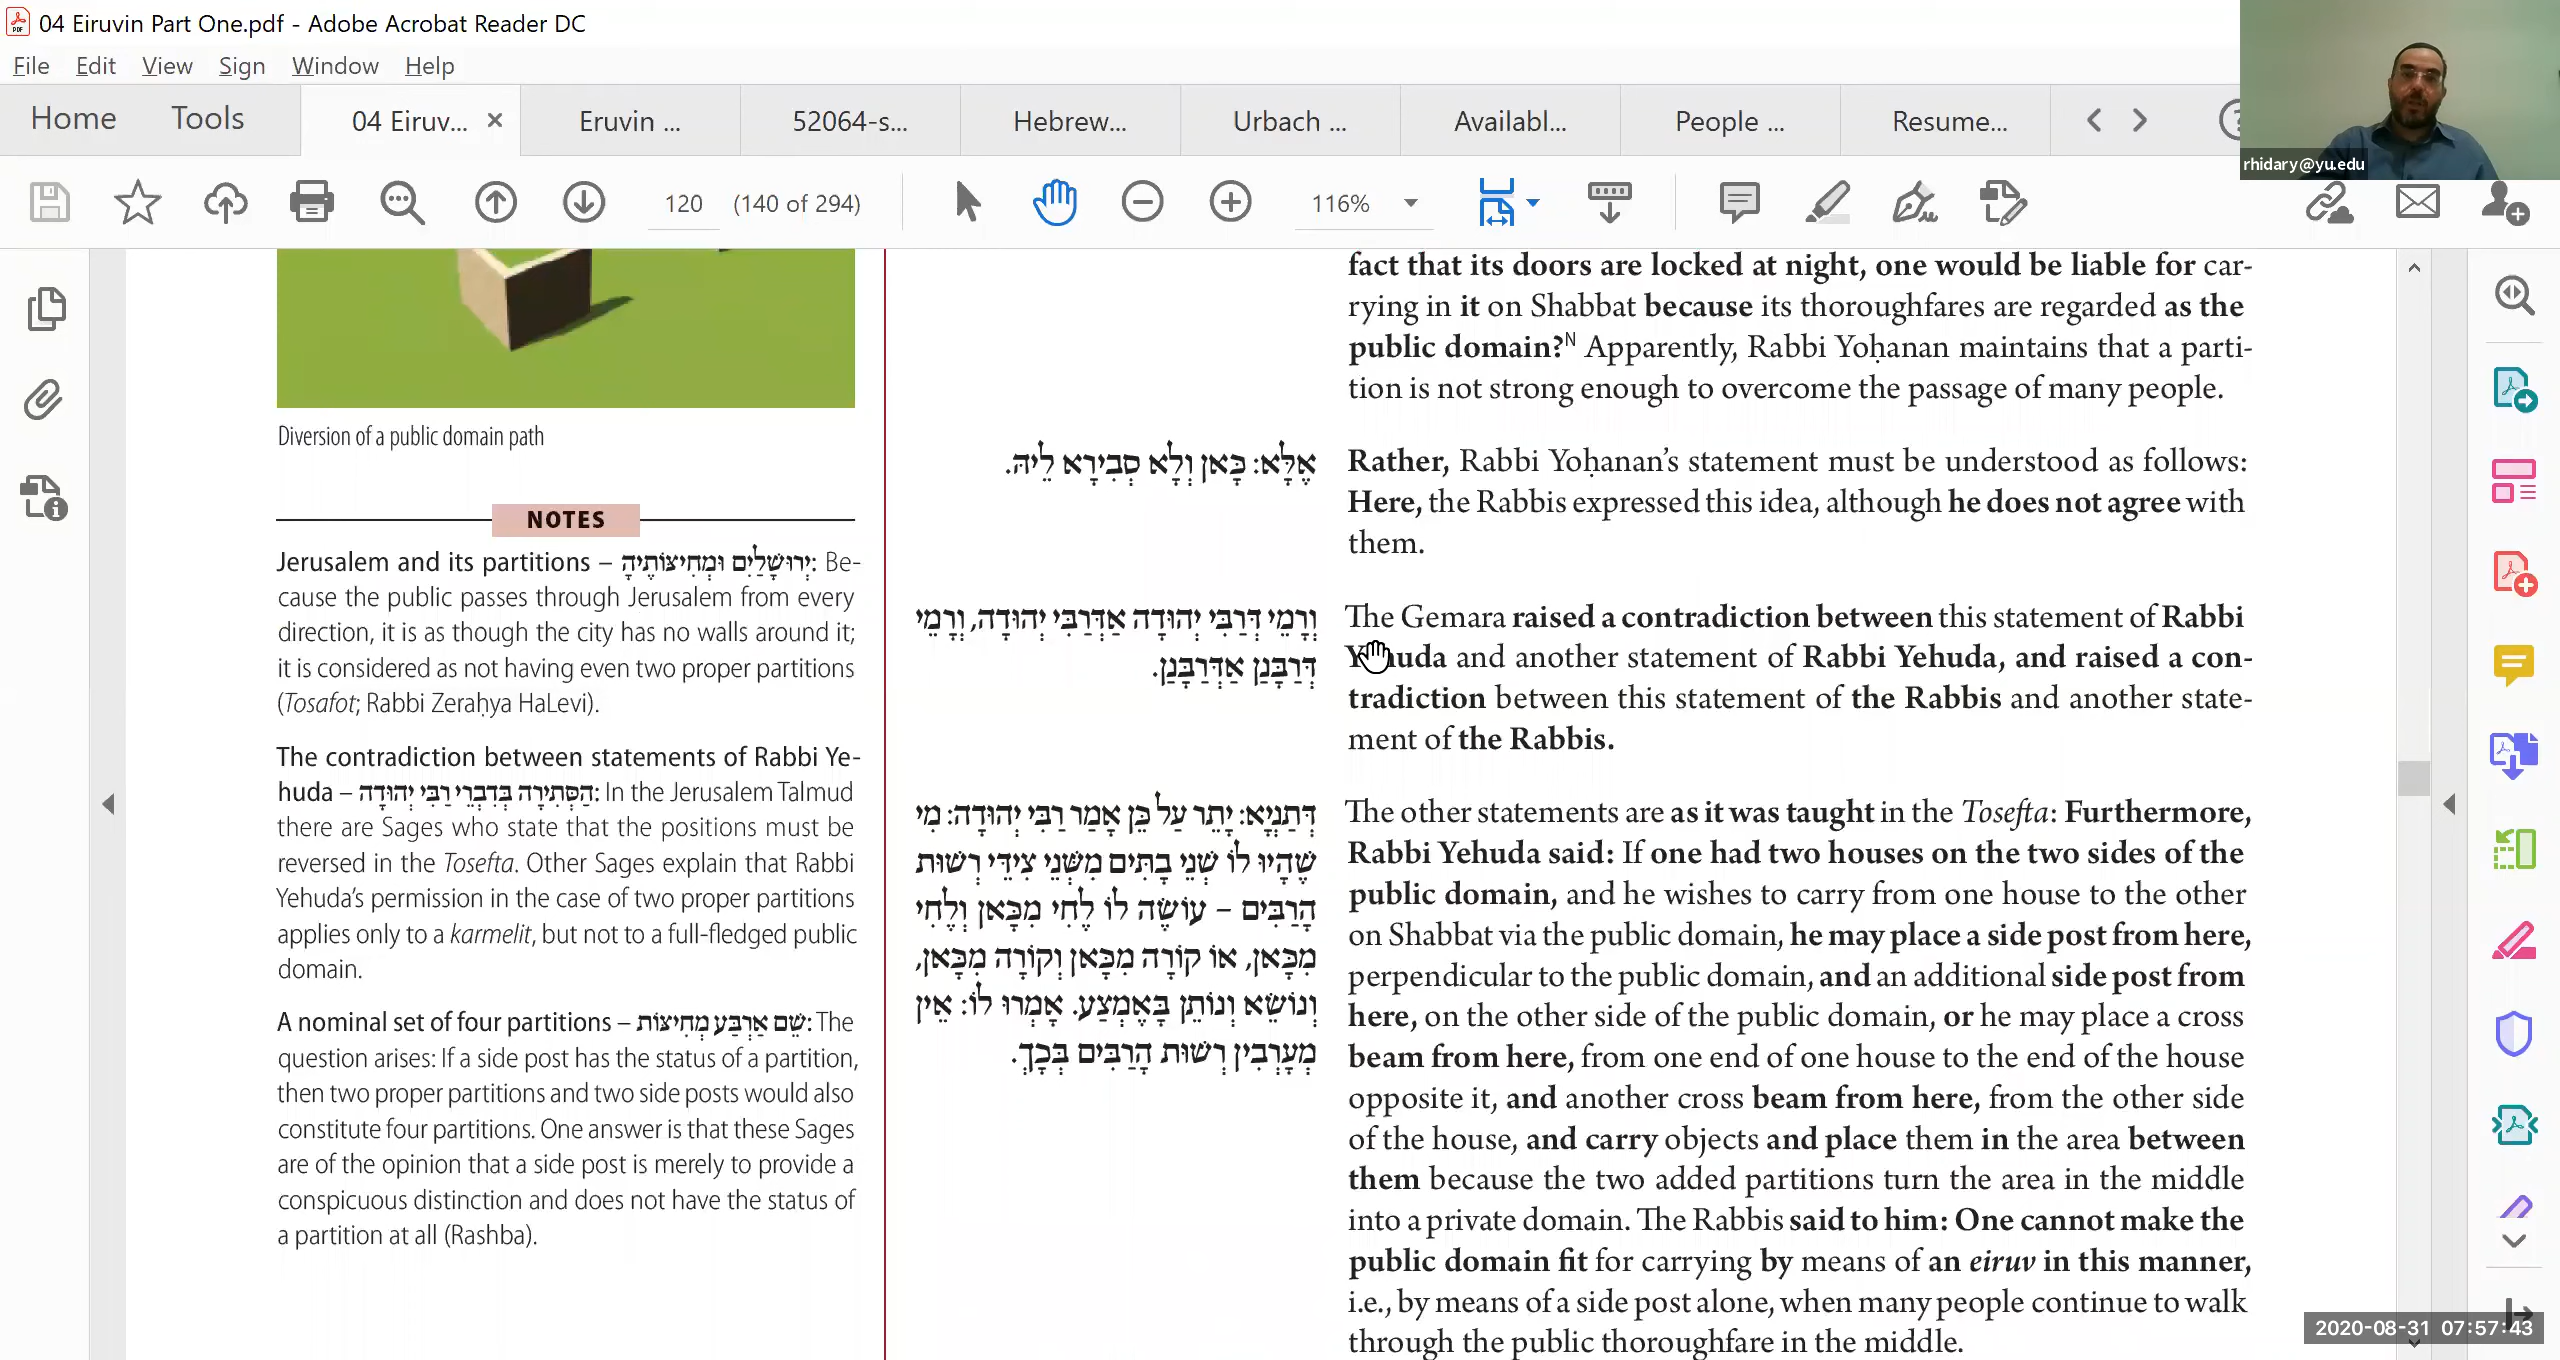 04 Eiruvin Part One.pdf - Adobe Acrobat Reader DC
File Edit View Sign Window Help
Home Tools 04 Eiruv... × Eruvin ... 52064-s... Hebrew... Urbach ... Availabl... People ... Resume...
rhidary@yu.edu
120 (140 of 294) 116%
Diversion of a public domain path
NOTES
Jerusalem and its partitions – יְרוּשָׁלַיִם וּמְחִיצוֹתֶיהָ: Be-
cause the public passes through Jerusalem from every
direction, it is as though the city has no walls around it;
it is considered as not having even two proper partitions
(Tosafot; Rabbi Zeraḥya HaLevi).
The contradiction between statements of Rabbi Ye-
huda – הַסְּתִירָה בְּדִבְרֵי רַבִּי יְהוּדָה: In the Jerusalem Talmud
there are Sages who state that the positions must be
reversed in the Tosefta. Other Sages explain that Rabbi
Yehuda’s permission in the case of two proper partitions
applies only to a karmelit, but not to a full-fledged public
domain.
A nominal set of four partitions – שֵׁם אַרְבַּע מְחִיצוֹת: The
question arises: If a side post has the status of a partition,
then two proper partitions and two side posts would also
constitute four partitions. One answer is that these Sages
are of the opinion that a side post is merely to provide a
conspicuous distinction and does not have the status of
a partition at all (Rashba).
אֶלָּא: כָּאן וְלָא סְבִירָא לֵיהּ.
וְרָמֵי דְּרַבִּי יְהוּדָה אַדְּרַבִּי יְהוּדָה, וְרָמֵי
דְּרַבָּנַן אַדְּרַבָּנַן.
דְּתַנְיָא: יָתֵר עַל כֵּן אָמַר רַבִּי יְהוּדָה: מִי
שֶׁהָיוּ לוֹ שְׁנֵי בָתִּים מִשְּׁנֵי צִידֵּי רְשׁוּת
הָרַבִּים – עוֹשֶׂה לוֹ לֶחִי מִכָּאן וְלֶחִי
מִכָּאן, אוֹ קוֹרָה מִכָּאן וְקוֹרָה מִכָּאן,
וְנוֹשֵׂא וְנוֹתֵן בָּאֶמְצַע. אָמְרוּ לוֹ: אֵין
מְעָרְבִין רְשׁוּת הָרַבִּים בְּכָךְ.
fact that its doors are locked at night, one would be liable for car-
rying in it on Shabbat because its thoroughfares are regarded as the
public domain?N Apparently, Rabbi Yoḥanan maintains that a parti-
tion is not strong enough to overcome the passage of many people.
Rather, Rabbi Yoḥanan’s statement must be understood as follows:
Here, the Rabbis expressed this idea, although he does not agree with
them.
The Gemara raised a contradiction between this statement of Rabbi
Yehuda and another statement of Rabbi Yehuda, and raised a con-
tradiction between this statement of the Rabbis and another state-
ment of the Rabbis.
The other statements are as it was taught in the Tosefta: Furthermore,
Rabbi Yehuda said: If one had two houses on the two sides of the
public domain, and he wishes to carry from one house to the other
on Shabbat via the public domain, he may place a side post from here,
perpendicular to the public domain, and an additional side post from
here, on the other side of the public domain, or he may place a cross
beam from here, from one end of one house to the end of the house
opposite it, and another cross beam from here, from the other side
of the house, and carry objects and place them in the area between
them because the two added partitions turn the area in the middle
into a private domain. The Rabbis said to him: One cannot make the
public domain fit for carrying by means of an eiruv in this manner,
i.e., by means of a side post alone, when many people continue to walk
through the public thoroughfare in the middle.
2020-08-31 07:57:43